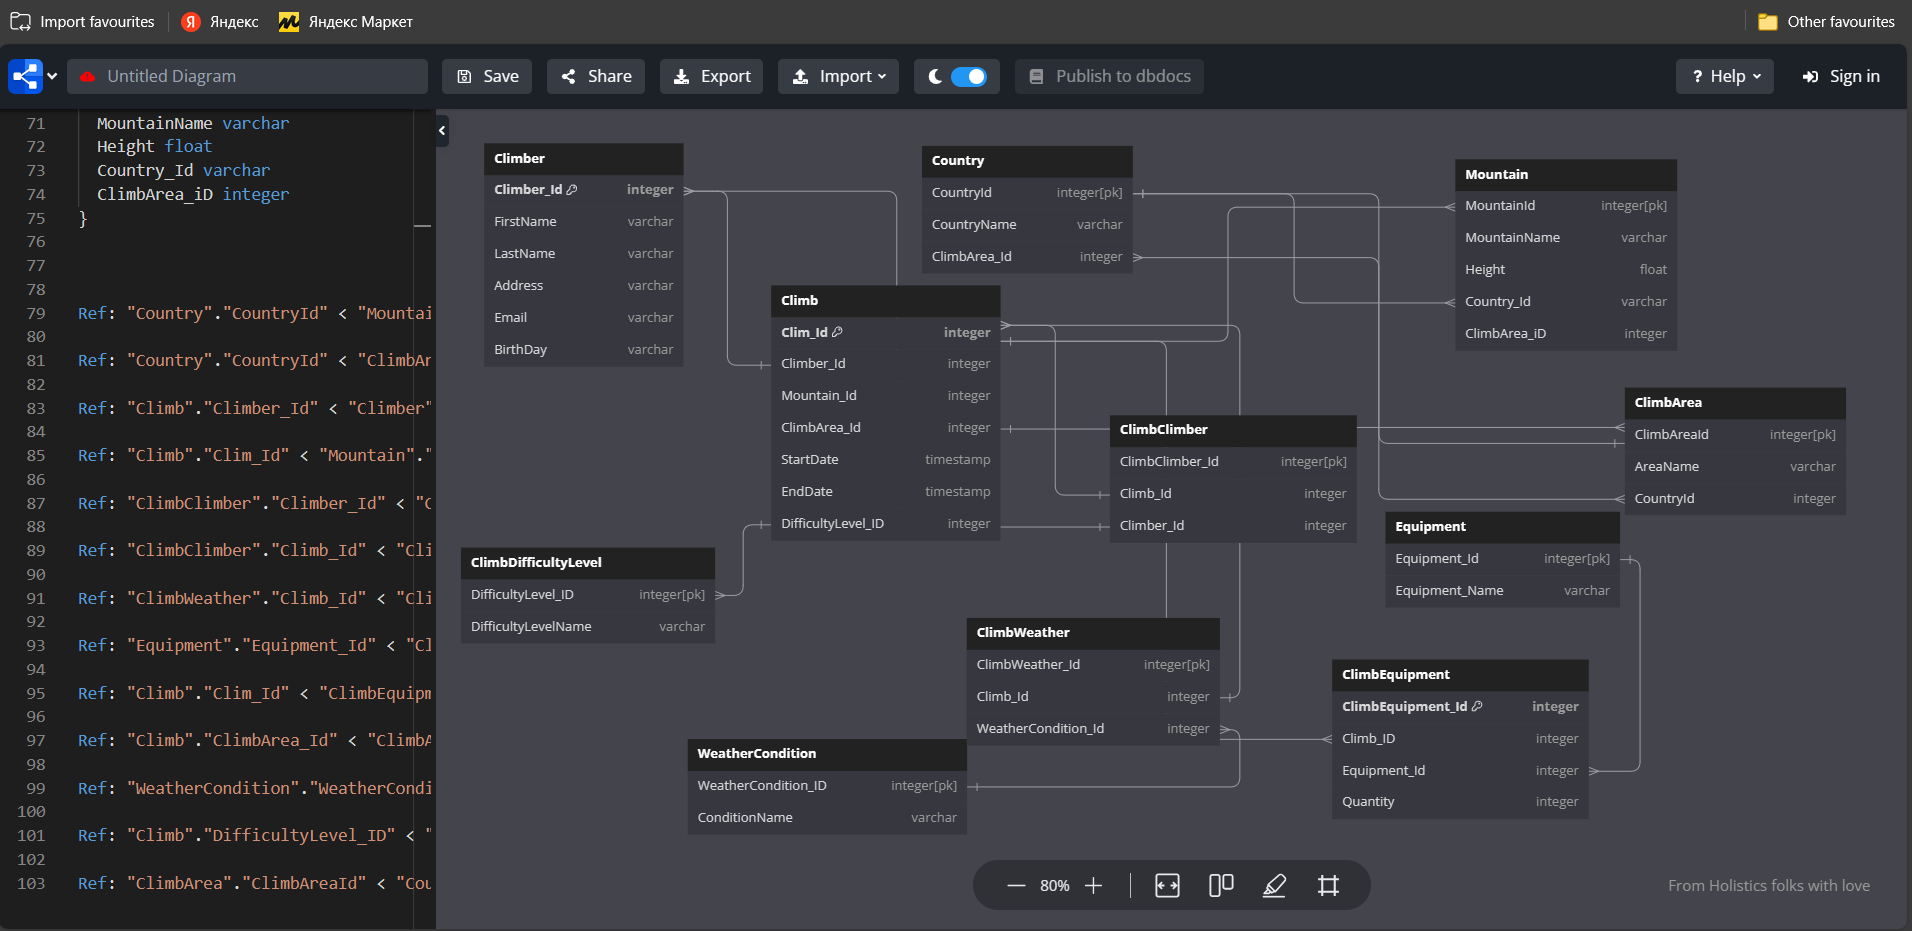 Import favourites
Яндекс
Яндекс Маркет
Other favourites
Untitled Diagram
Save
Share
Export
Import
Publish to dbdocs
? Help
Sign in
71 MountainName varchar
72 Height float
73 Country_Id varchar
74 ClimbArea_iD integer
75 }
76
77
78
79 Ref: "Country"."CountryId" < "Mountai
80
81 Ref: "Country"."CountryId" < "ClimbAr
82
83 Ref: "Climb"."Climber_Id" < "Climber"
84
85 Ref: "Climb"."Clim_Id" < "Mountain"."
86
87 Ref: "ClimbClimber"."Climber_Id" < "C
88
89 Ref: "ClimbClimber"."Climb_Id" < "Cli
90
91 Ref: "ClimbWeather"."Climb_Id" < "Cli
92
93 Ref: "Equipment"."Equipment_Id" < "Cl
94
95 Ref: "Climb"."Clim_Id" < "ClimbEquipm
96
97 Ref: "Climb"."ClimbArea_Id" < "ClimbA
98
99 Ref: "WeatherCondition"."WeatherCondi
100
101 Ref: "Climb"."DifficultyLevel_ID" < "
102
103 Ref: "ClimbArea"."ClimbAreaId" < "Cou
Climber
Climber_Id integer
FirstName varchar
LastName varchar
Address varchar
Email varchar
BirthDay varchar
Country
CountryId integer[pk]
CountryName varchar
ClimbArea_Id integer
Mountain
MountainId integer[pk]
MountainName varchar
Height float
Country_Id varchar
ClimbArea_iD integer
Climb
Clim_Id integer
Climber_Id integer
Mountain_Id integer
ClimbArea_Id integer
StartDate timestamp
EndDate timestamp
DifficultyLevel_ID integer
ClimbArea
ClimbAreaId integer[pk]
AreaName varchar
CountryId integer
ClimbClimber
ClimbClimber_Id integer[pk]
Climb_Id integer
Climber_Id integer
Equipment
Equipment_Id integer[pk]
Equipment_Name varchar
ClimbDifficultyLevel
DifficultyLevel_ID integer[pk]
DifficultyLevelName varchar
ClimbWeather
ClimbWeather_Id integer[pk]
Climb_Id integer
WeatherCondition_Id integer
ClimbEquipment
ClimbEquipment_Id integer
Climb_ID integer
Equipment_Id integer
Quantity integer
WeatherCondition
WeatherCondition_ID integer[pk]
ConditionName varchar
80%
From Holistics folks with love